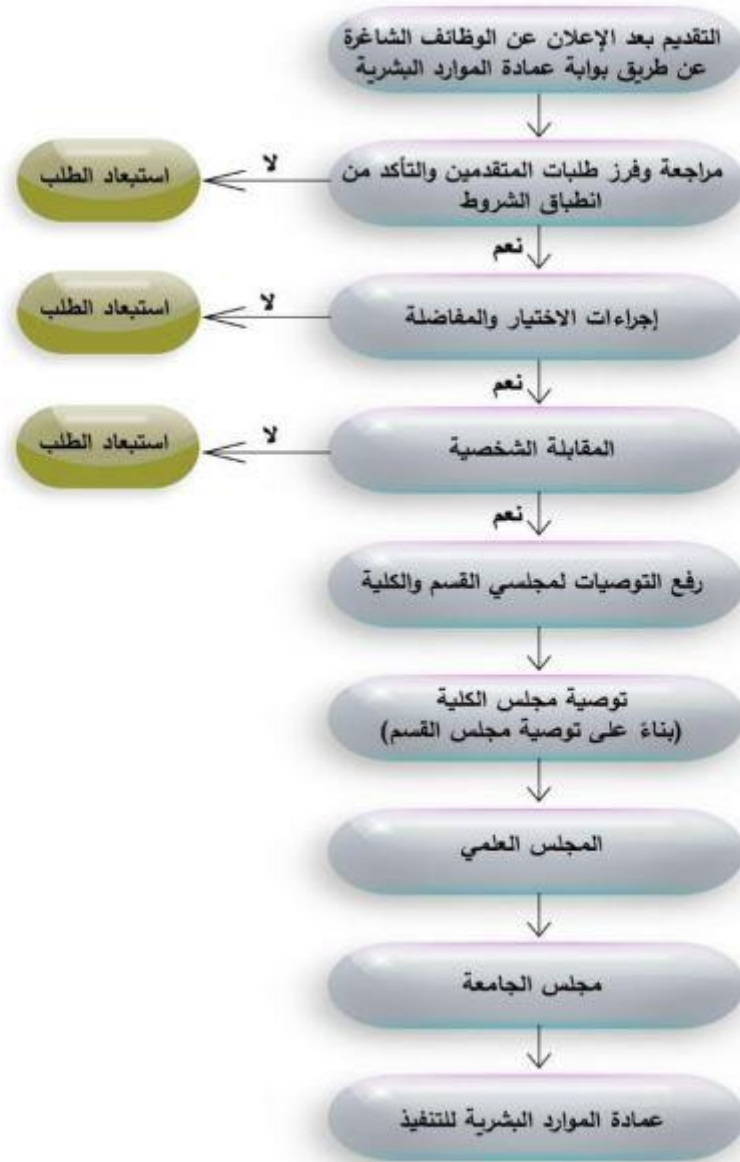 التقديم بعد الإعلان عن الوظائف الشاغرة
عن طريق بوابة عمادة الموارد البشرية
مراجعة وفرز طلبات المتقدمين والتأكد من
انطباق الشروط
لا
استبعاد الطلب
نعم
إجراءات الاختيار والمفاضلة
لا
استبعاد الطلب
نعم
المقابلة الشخصية
لا
استبعاد الطلب
نعم
رفع التوصيات لمجلسي القسم والكلية
توصية مجلس الكلية
(بناءً على توصية مجلس القسم)
المجلس العلمي
مجلس الجامعة
عمادة الموارد البشرية للتنفيذ